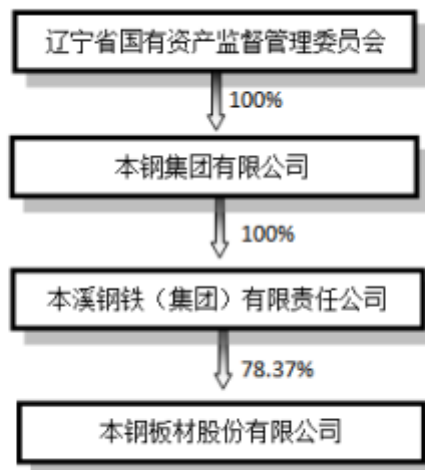 辽宁省国有资产监督管理委员会
100%
本钢集团有限公司
100%
本溪钢铁（集团）有限责任公司
78.37%
本钢板材股份有限公司